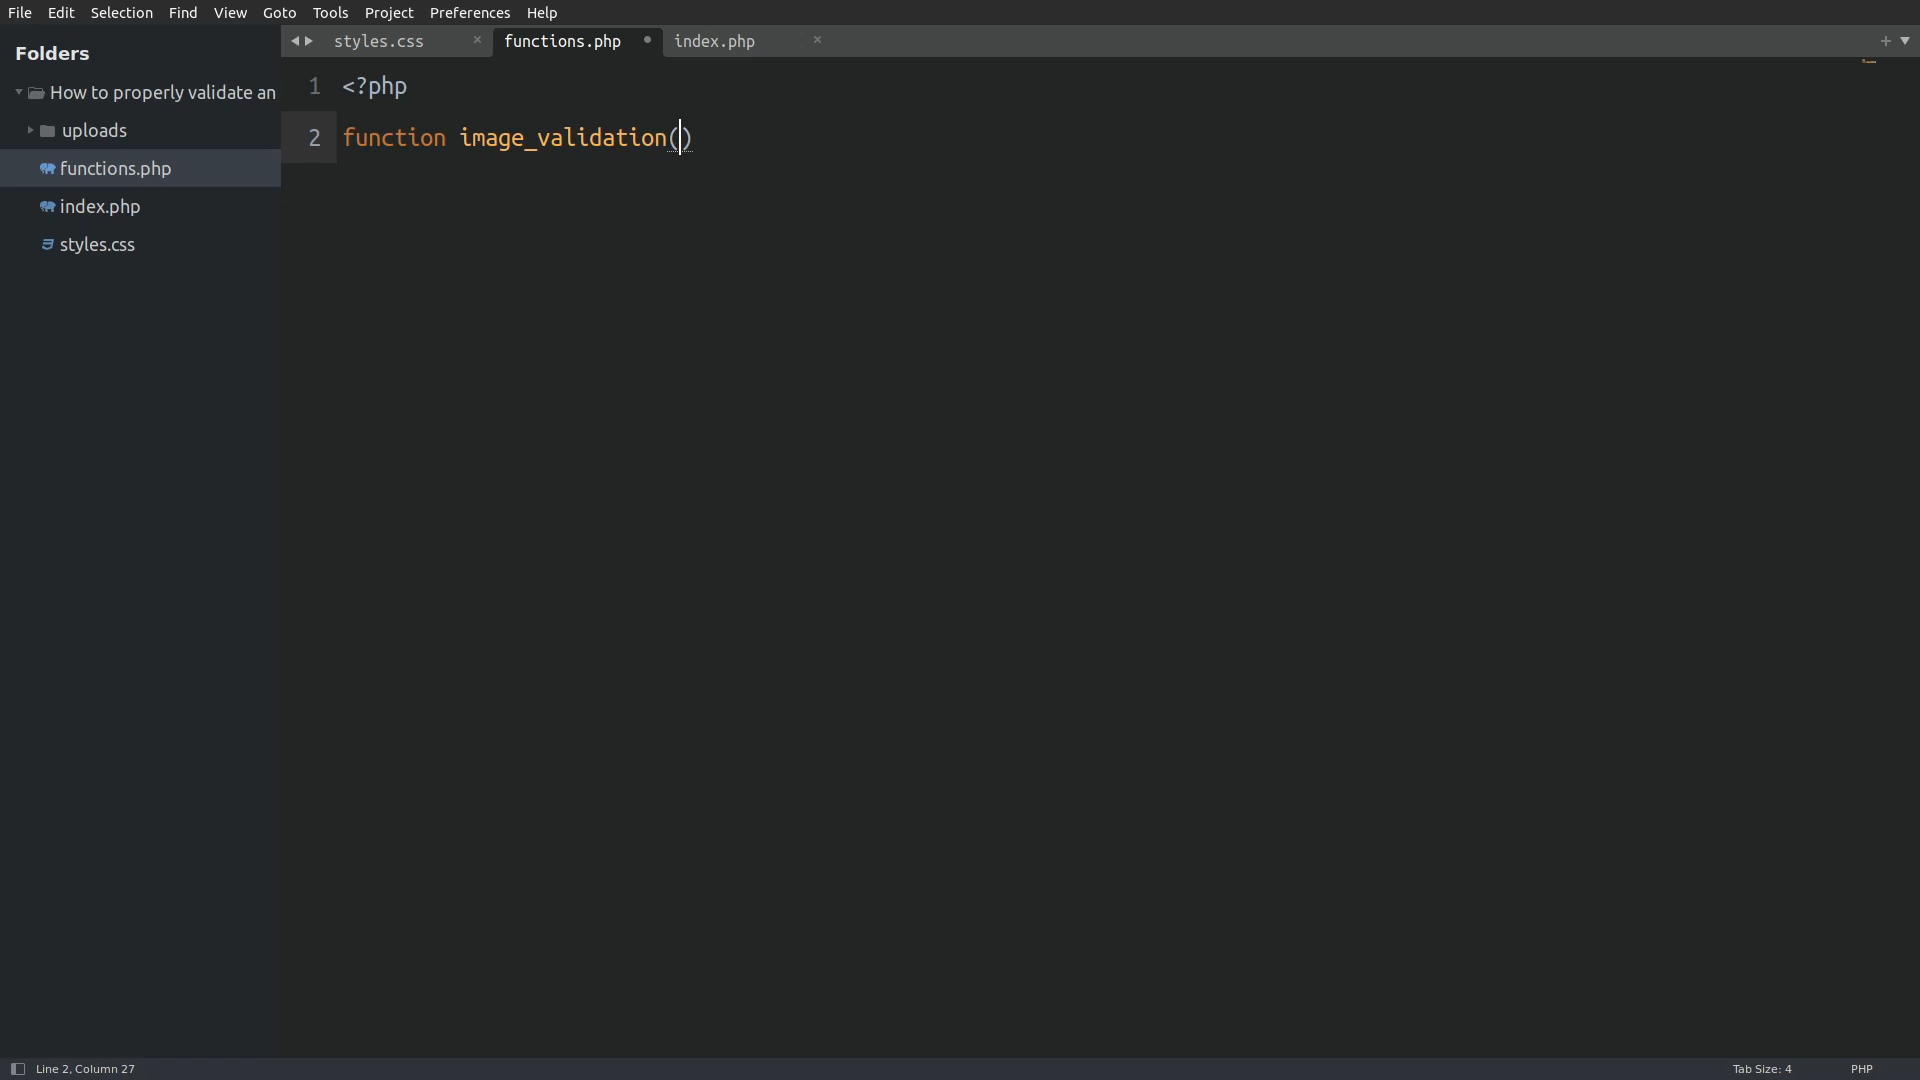 File Edit Selection Find View Goto Tools Project Preferences Help
Folders
styles.css × functions.php index.php ×
How to properly validate an
uploads
functions.php
index.php
styles.css
1 <?php
2 function image_validation()
Line 2, Column 27
Tab Size: 4
PHP